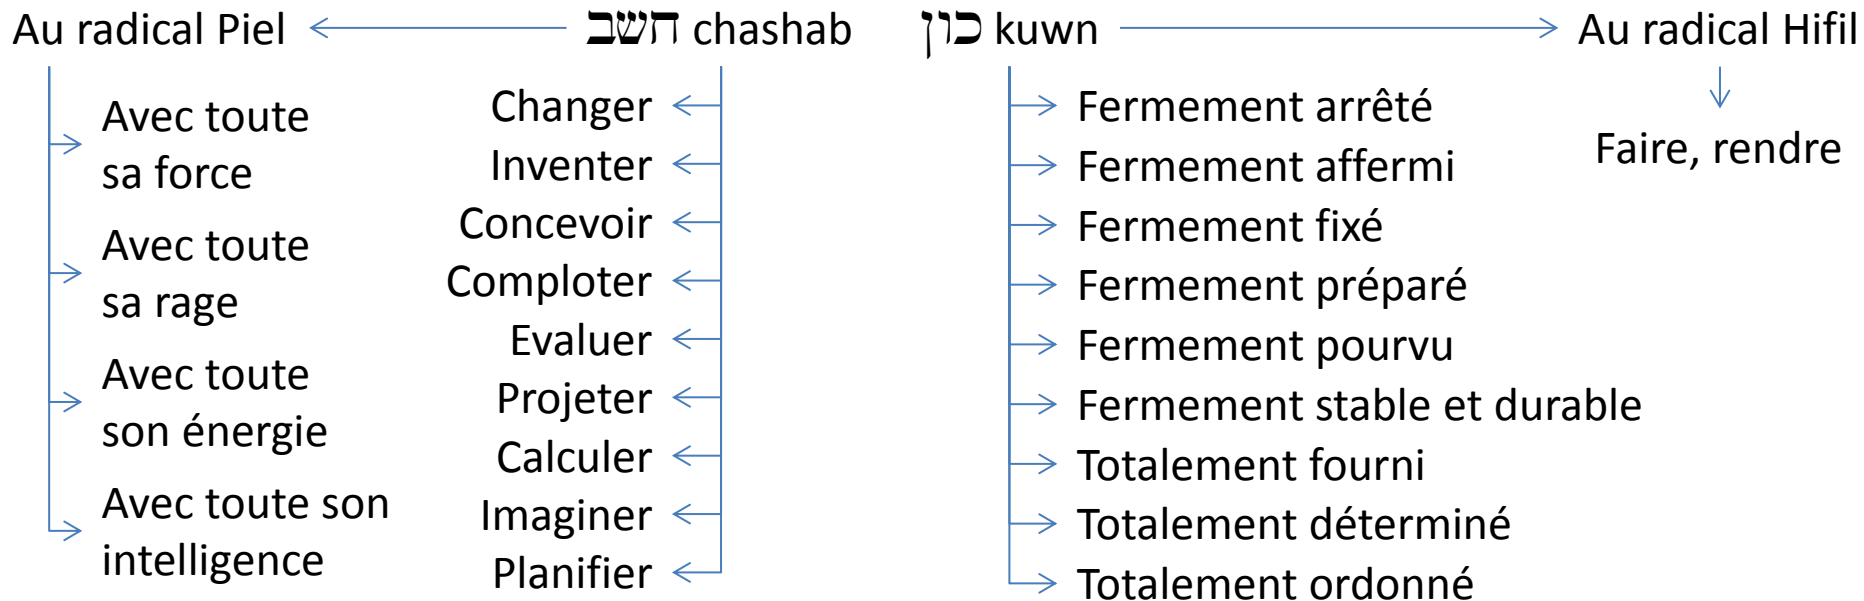 Au radical Piel
חשב chashab
כון kuwn
Au radical Hifil
Avec toute
sa force
Avec toute
sa rage
Avec toute
son énergie
Avec toute son
intelligence
Changer
Inventer
Concevoir
Comploter
Evaluer
Projeter
Calculer
Imaginer
Planifier
Fermement arrêté
Fermement affermi
Fermement fixé
Fermement préparé
Fermement pourvu
Fermement stable et durable
Totalement fourni
Totalement déterminé
Totalement ordonné
Faire, rendre